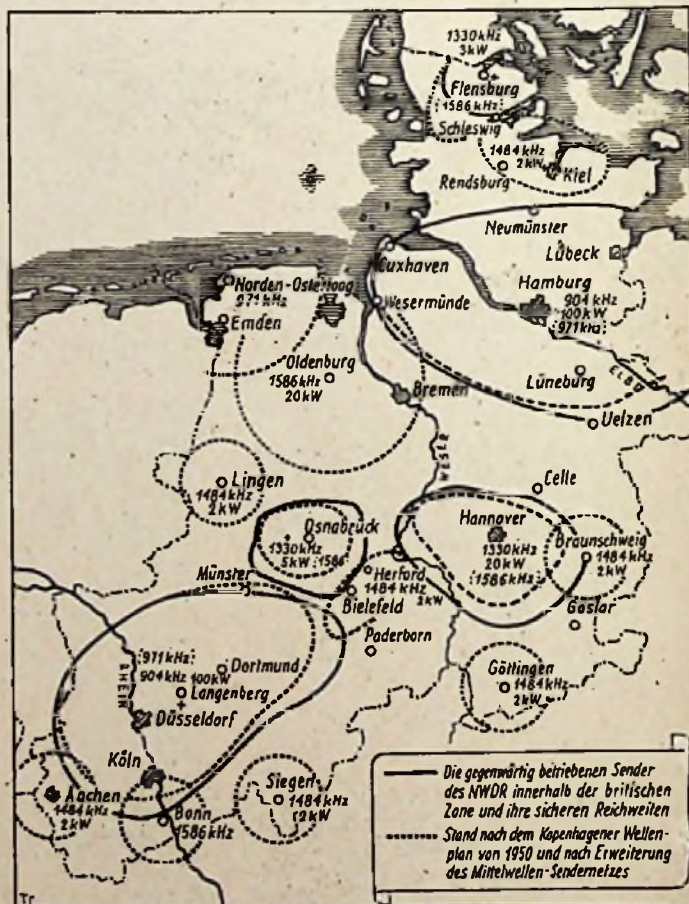 1330 kHz
3 kW
Flensburg
1586 kHz
Schleswig
1484 kHz
2 kW
Kiel
Rendsburg
Neumünster
Cuxhaven
Lübeck
Hamburg
904 kHz
100 kW
971 kHz
Norden-Osterloog
971 kHz
Wesermünde
Emden
Oldenburg
1586 kHz
20 kW
Bremen
Lüneburg
ELBE
Uelzen
WESER
Celle
Lingen
1484 kHz
2 kW
Osnabrück
1330 kHz
5 kW 1586
Hannover
1330 kHz
20 kW
1586 kHz
Braunschweig
1484 kHz
2 kW
Münster
Herford
1484 kHz
2 kW
Bielefeld
Goslar
Paderborn
Göttingen
1484 kHz
2 kW
971 kHz
904 kHz 100 kW
Dortmund
Langenberg
RHEIN
Düsseldorf
Köln
Aachen
1484 kHz
2 kW
Bonn
1586 kHz
Siegen
1484 kHz
2 kW
Die gegenwärtig betriebenen Sender
des NWDR innerhalb der britischen
Zone und ihre sicheren Reichweiten
Stand nach dem Kopenhagener Wellen-
plan von 1950 und nach Erweiterung
des Mittelwellen-Sendernetzes
Tr